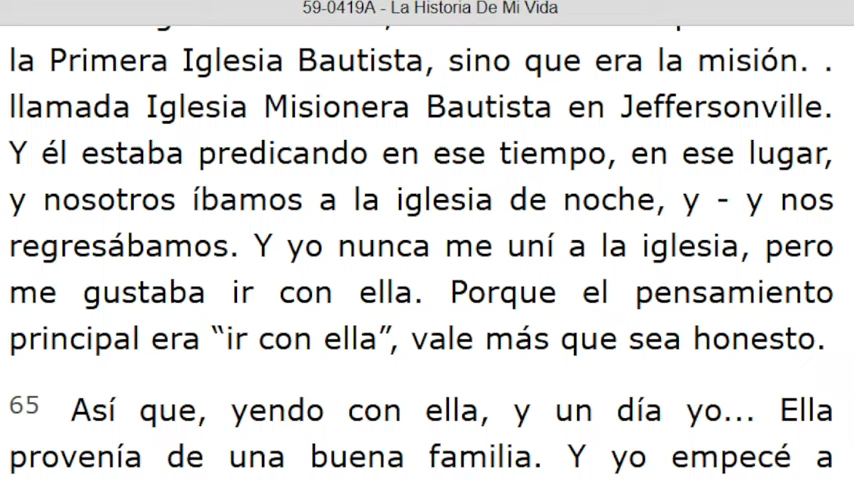 59-0419A - La Historia De Mi Vida
la Primera Iglesia Bautista, sino que era la misión. .
llamada Iglesia Misionera Bautista en Jeffersonville.
Y él estaba predicando en ese tiempo, en ese lugar,
y nosotros íbamos a la iglesia de noche, y - y nos
regresábamos. Y yo nunca me uní a la iglesia, pero
me gustaba ir con ella. Porque el pensamiento
principal era “ir con ella”, vale más que sea honesto.
65 Así que, yendo con ella, y un día yo... Ella
provenía de una buena familia. Y yo empecé a